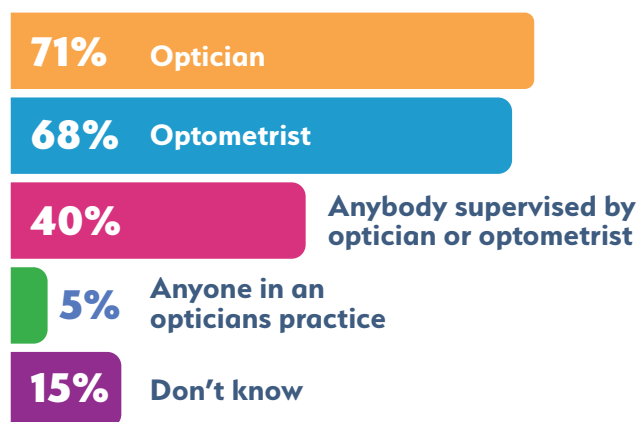 71% Optician
68% Optometrist
40% Anybody supervised by
optician or optometrist
5% Anyone in an
opticians practice
15% Don't know